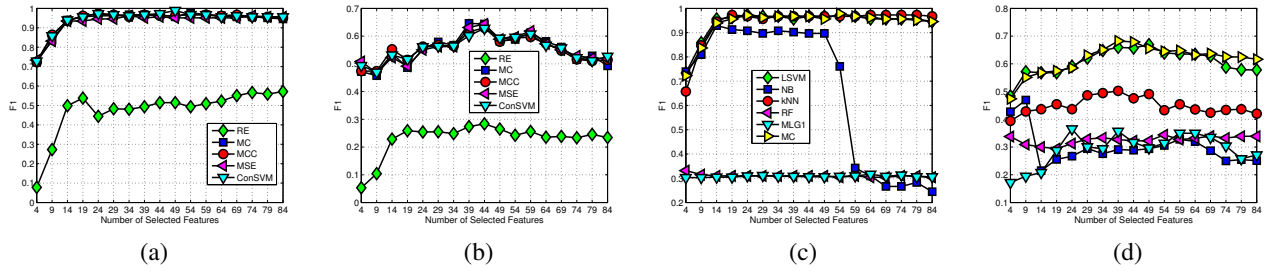 1
0.9
0.8
0.7
0.6
0.5
0.4
0.3
0.2
0.1
0
F1
RE
MC
MCC
MSE
ConSVM
4 9 14 19 24 29 34 39 44 49 54 59 64 69 74 79 84
Number of Selected Features
(a)
0.7
0.6
0.5
0.4
0.3
0.2
0.1
0
F1
RE
MC
MCC
MSE
ConSVM
4 9 14 19 24 29 34 39 44 49 54 59 64 69 74 79 84
Number of Selected Features
(b)
1
0.9
0.8
0.7
0.6
0.5
0.4
0.3
0.2
F1
LSVM
NB
kNN
RF
MLG1
MC
4 9 14 19 24 29 34 39 44 49 54 59 64 69 74 79 84
Number of Selected Features
(c)
0.8
0.7
0.6
0.5
0.4
0.3
0.2
0.1
F1
4 9 14 19 24 29 34 39 44 49 54 59 64 69 74 79 84
Number of Selected Features
(d)